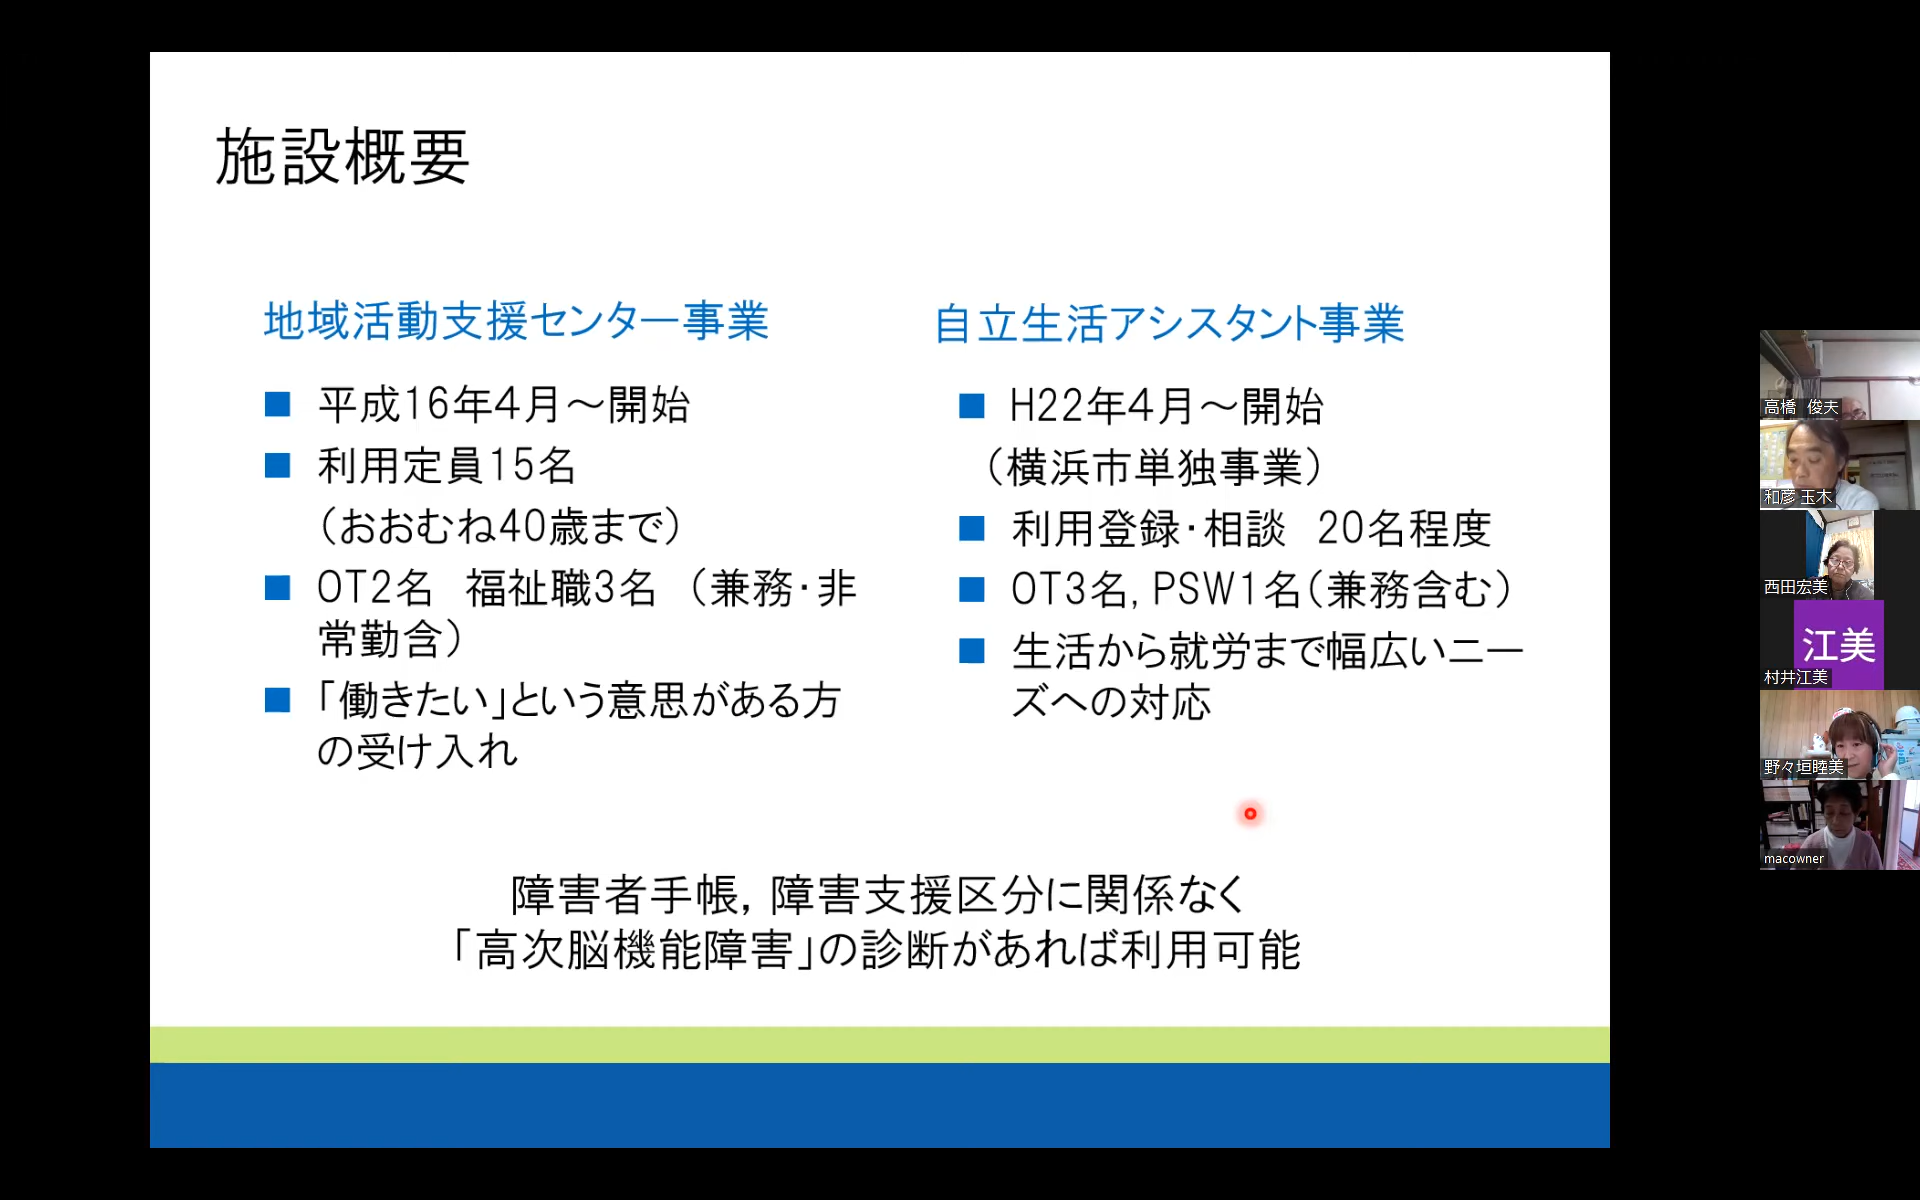 施設概要
地域活動支援センター事業
■ 平成16年4月～開始
■ 利用定員15名
（おおむね40歳まで）
■ OT2名　福祉職3名　（兼務・非
常勤含）
■ 「働きたい」という意思がある方
の受け入れ
自立生活アシスタント事業
■ H22年4月～開始
（横浜市単独事業）
■ 利用登録・相談　20名程度
■ OT3名, PSW1名（兼務含む）
■ 生活から就労まで幅広いニー
ズへの対応
障害者手帳, 障害支援区分に関係なく
「高次脳機能障害」の診断があれば利用可能
高橋　俊夫
和彦 玉木
西田宏美
江美
村井江美
野々垣睦美
macowner